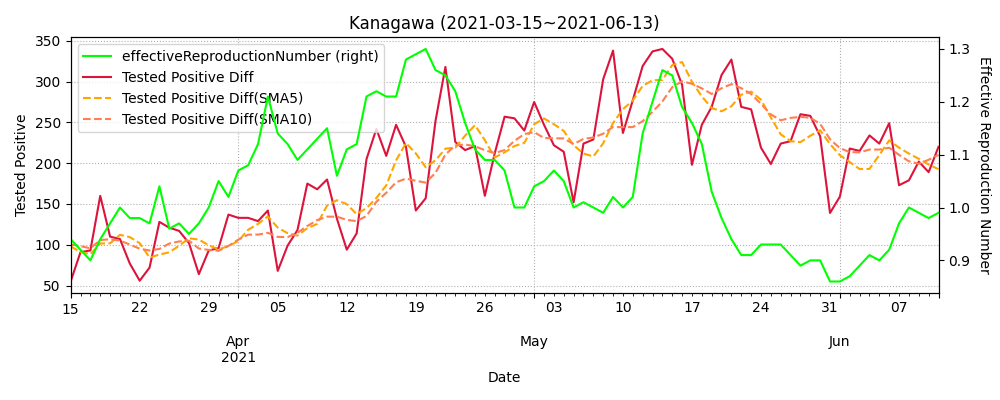 Kanagawa (2021-03-15~2021-06-13)
effectiveReproductionNumber (right)
Tested Positive Diff
Tested Positive Diff(SMA5)
Tested Positive Diff(SMA10)
Tested Positive
350
300
250
200
150
100
50
1.3
1.2
1.1
1.0
0.9
Effective Reproduction Number
15 22 29 05 12 19 26 03 10 17 24 31 07
Apr May Jun
2021
Date